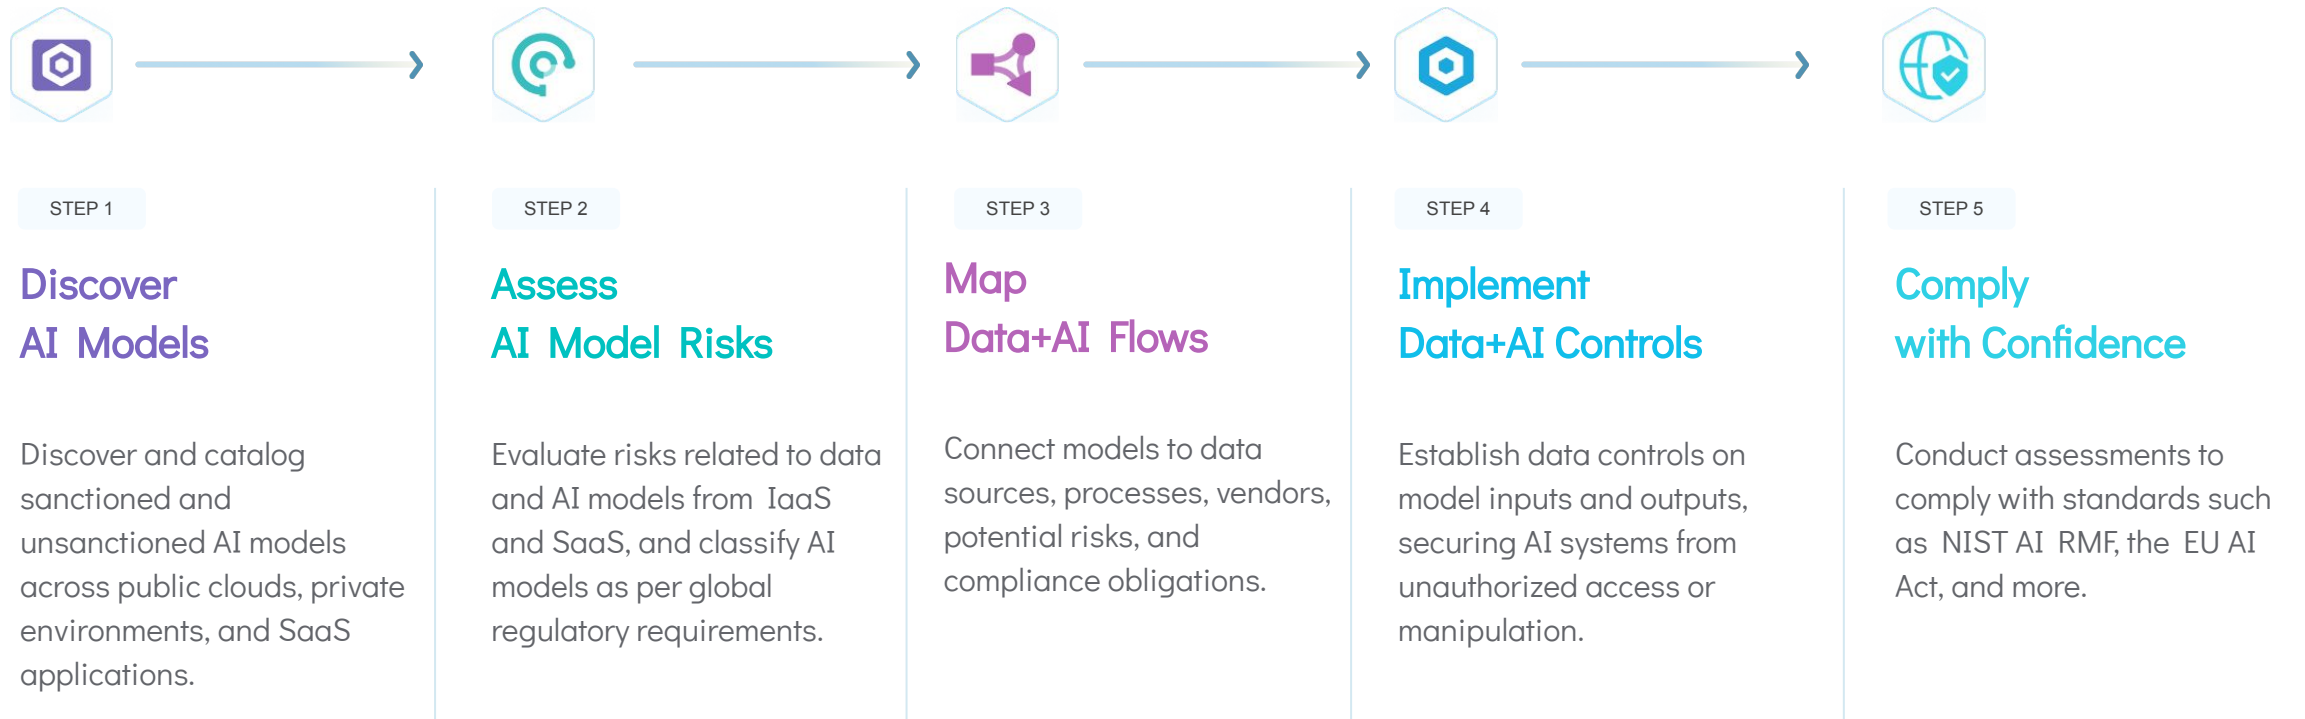 STEP 1
Discover
AI Models
Discover and catalog
sanctioned and
unsanctioned AI models
across public clouds, private
environments, and SaaS
applications.
STEP 2
Assess
AI Model Risks
Evaluate risks related to data
and AI models from IaaS
and SaaS, and classify AI
models as per global
regulatory requirements.
STEP 3
Map
Data+AI Flows
Connect models to data
sources, processes, vendors,
potential risks, and
compliance obligations.
STEP 4
Implement
Data+AI Controls
Establish data controls on
model inputs and outputs,
securing AI systems from
unauthorized access or
manipulation.
STEP 5
Comply
with Confidence
Conduct assessments to
comply with standards such
as NIST AI RMF, the EU AI
Act, and more.